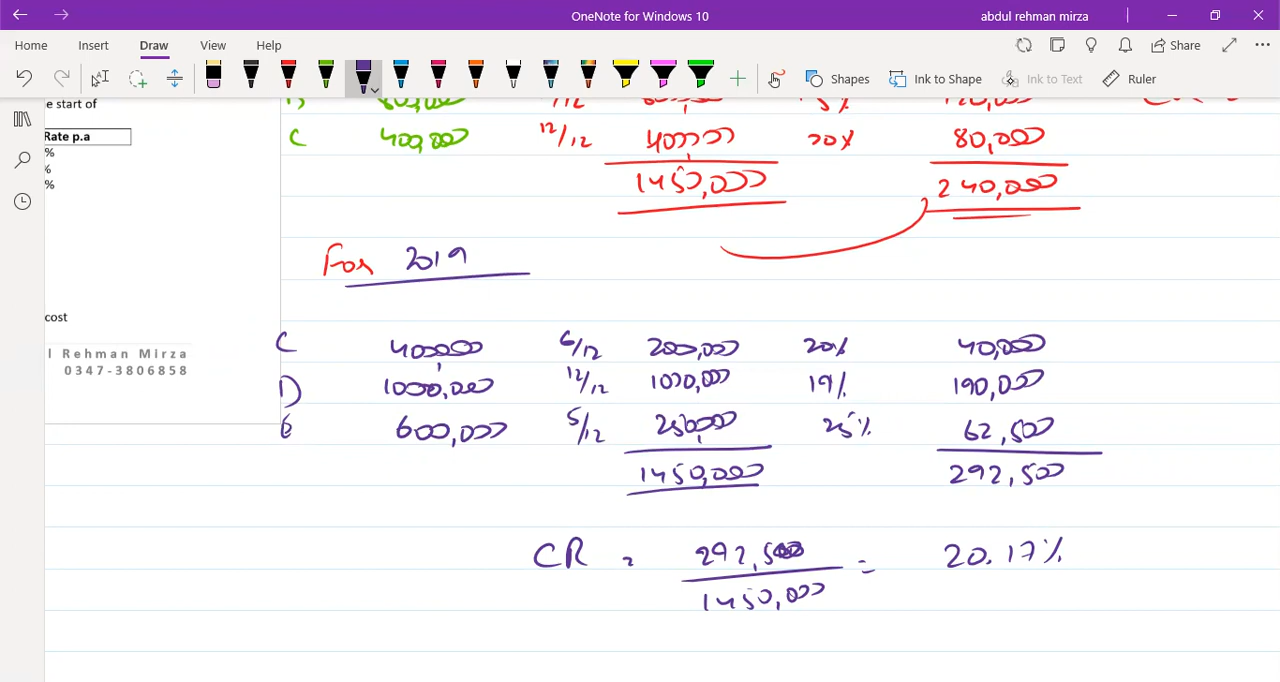 OneNote for Windows 10
abdul rehman mirza
Home Insert Draw View Help
Share
Shapes Ink to Shape Ink to Text Ruler
e start of
Rate p.a
%
%
%
cost
l Rehman Mirza
0347-3806858
C 400,000 12/12 400,000 20% 80,000
1450,000 240,000
For 2019
C 400,000 6/12 200,000 20% 40,000
D 1000,000 12/12 1000,000 19% 190,000
E 600,000 5/12 250,000 25% 62,500
1450,000 292,500
CR = 292,500 = 20.17%
1450,000